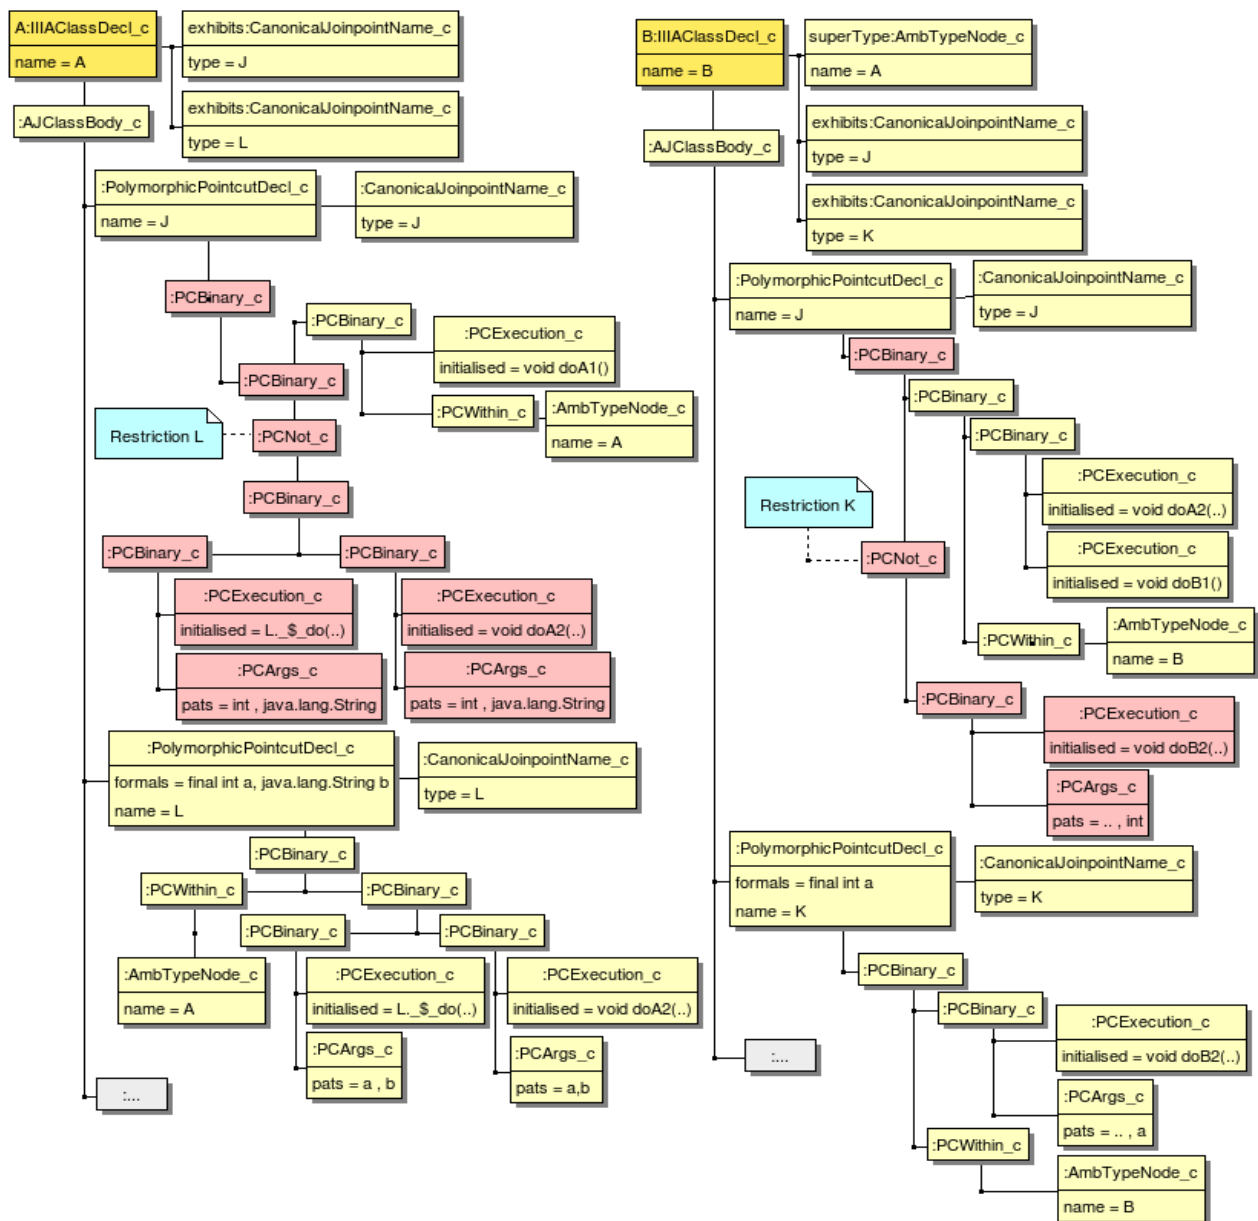 A:IIIAClassDecl_c
name = A
exhibits:CanonicalJoinpointName_c
type = J
exhibits:CanonicalJoinpointName_c
type = L
:AJClassBody_c
:PolymorphicPointcutDecl_c
name = J
:CanonicalJoinpointName_c
type = J
:PCBinary_c
:PCBinary_c
:PCExecution_c
initialised = void doA1()
:PCBinary_c
:PCWithin_c
:AmbTypeNode_c
name = A
Restriction L
:PCNot_c
:PCBinary_c
:PCBinary_c
:PCBinary_c
:PCExecution_c
initialised = L._$_do(..)
:PCExecution_c
initialised = void doA2(..)
:PCArgs_c
pats = int , java.lang.String
:PCArgs_c
pats = int , java.lang.String
:PolymorphicPointcutDecl_c
formals = final int a, java.lang.String b
name = L
:CanonicalJoinpointName_c
type = L
:PCBinary_c
:PCWithin_c
:PCBinary_c
:PCBinary_c
:PCBinary_c
:AmbTypeNode_c
name = A
:PCExecution_c
initialised = L._$_do(..)
:PCExecution_c
initialised = void doA2(..)
:PCArgs_c
pats = a , b
:PCArgs_c
pats = a,b
:...
B:IIIAClassDecl_c
name = B
superType:AmbTypeNode_c
name = A
exhibits:CanonicalJoinpointName_c
type = J
:AJClassBody_c
exhibits:CanonicalJoinpointName_c
type = K
:PolymorphicPointcutDecl_c
name = J
:CanonicalJoinpointName_c
type = J
:PCBinary_c
:PCBinary_c
:PCBinary_c
:PCExecution_c
initialised = void doA2(..)
Restriction K
:PCExecution_c
initialised = void doB1()
:PCNot_c
:PCWithin_c
:AmbTypeNode_c
name = B
:PCBinary_c
:PCExecution_c
initialised = void doB2(..)
:PCArgs_c
pats = .. , int
:PolymorphicPointcutDecl_c
formals = final int a
name = K
:CanonicalJoinpointName_c
type = K
:PCBinary_c
:PCBinary_c
:PCExecution_c
initialised = void doB2(..)
:PCArgs_c
pats = .. , a
:...
:PCWithin_c
:AmbTypeNode_c
name = B